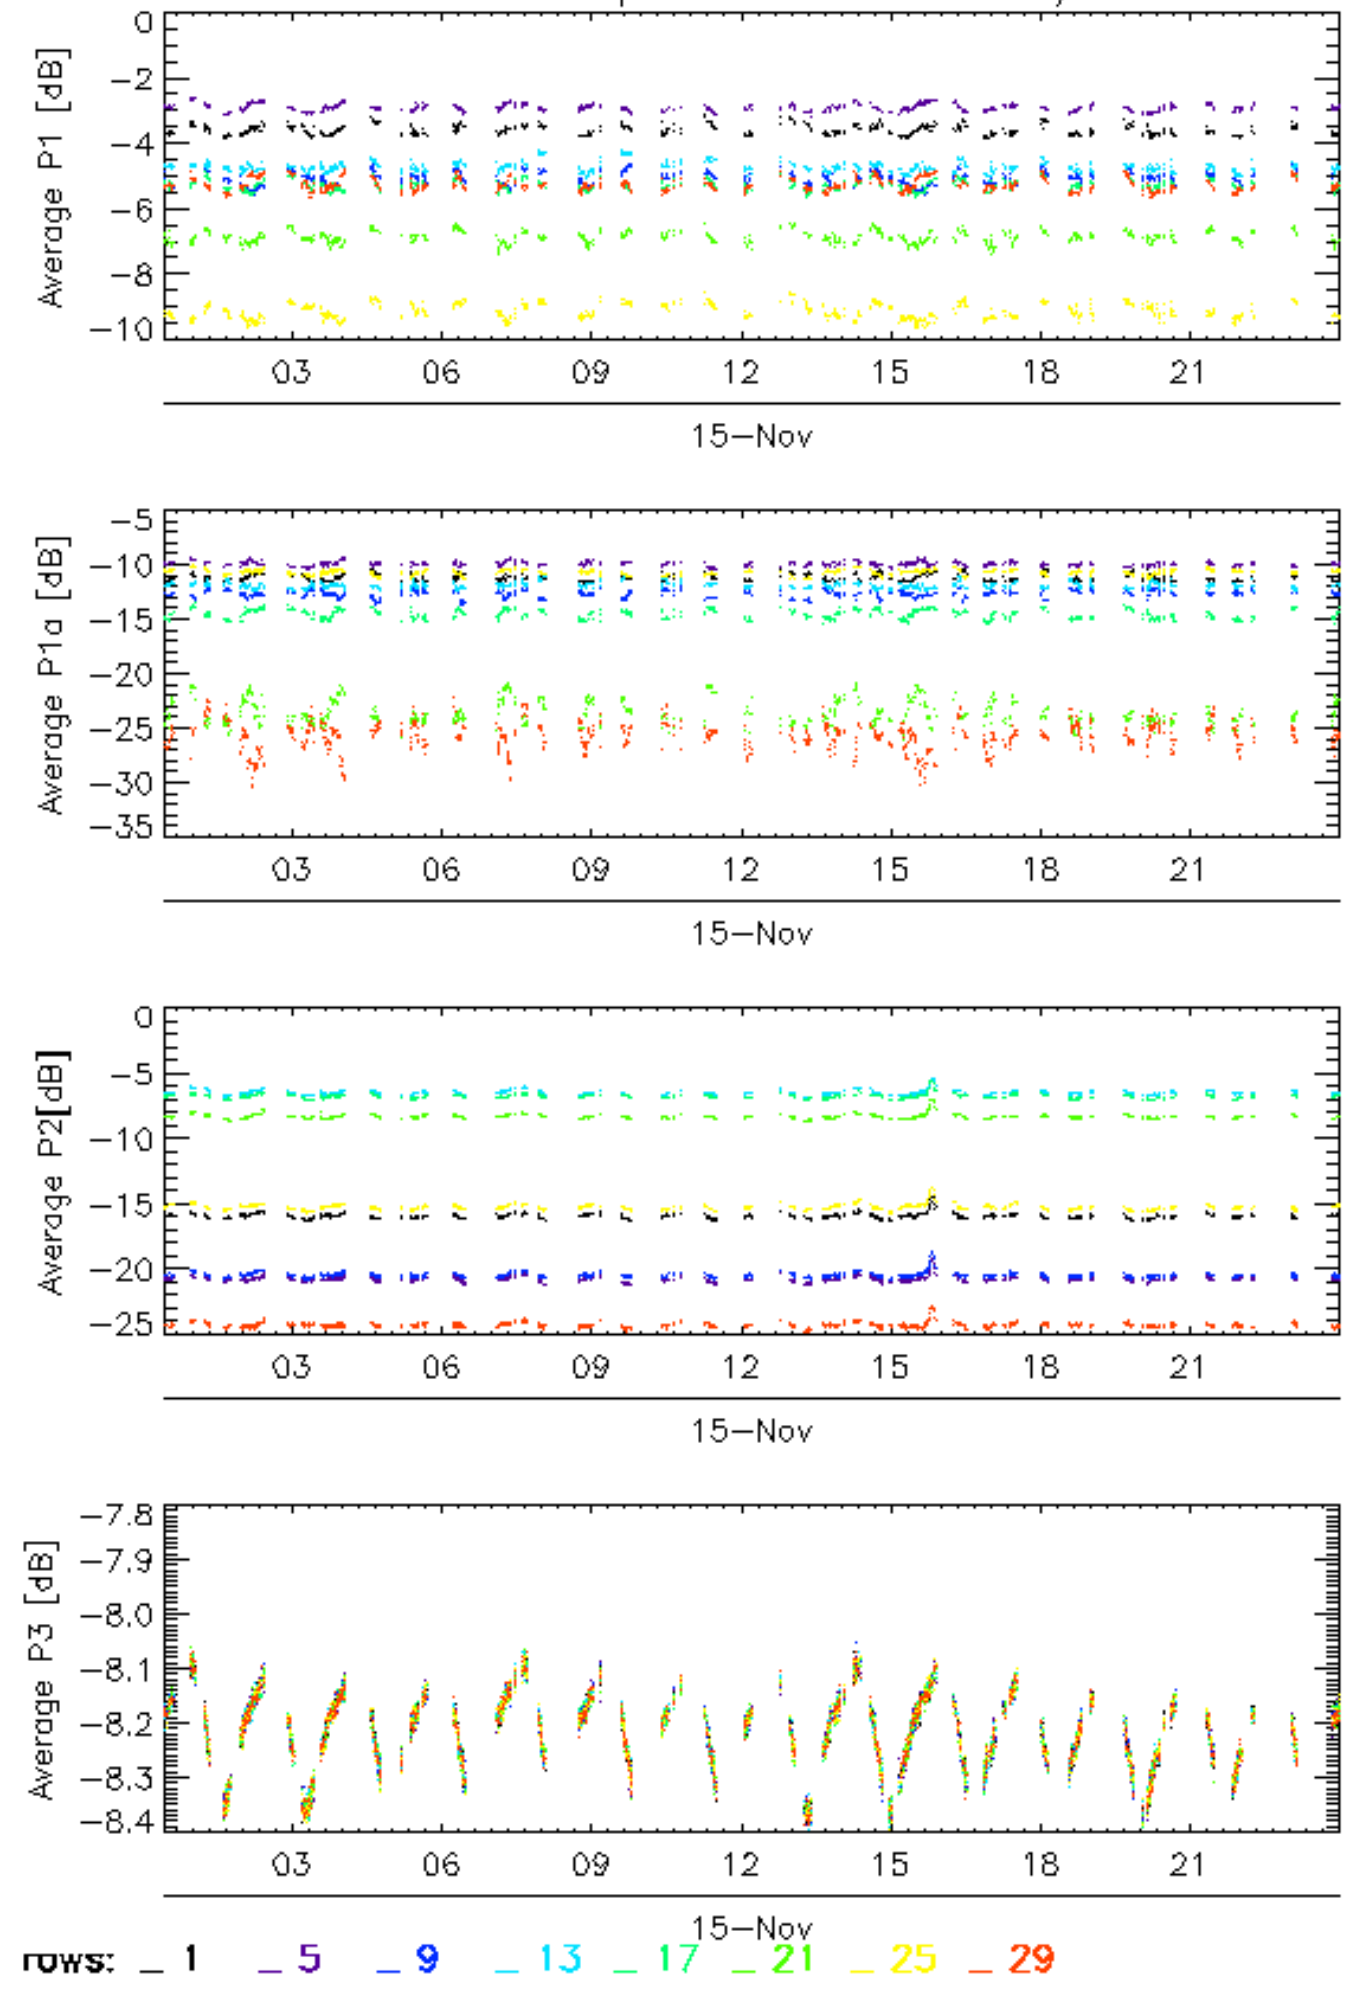 0
−2
−4
−6
−8
−10
Average P1 [dB]
03 06 09 12 15 18 21
15−Nov
−5
−10
−15
−20
−25
−30
−35
Average P1a [dB]
03 06 09 12 15 18 21
15−Nov
0
−5
−10
−15
−20
−25
Average P2[dB]
03 06 09 12 15 18 21
15−Nov
−7.8
−7.9
−8.0
−8.1
−8.2
−8.3
−8.4
Average P3 [dB]
03 06 09 12 15 18 21
15−Nov
rows: _ 1 _ 5 _ 9 _ 13 _ 17 _ 21 _ 25 _ 29